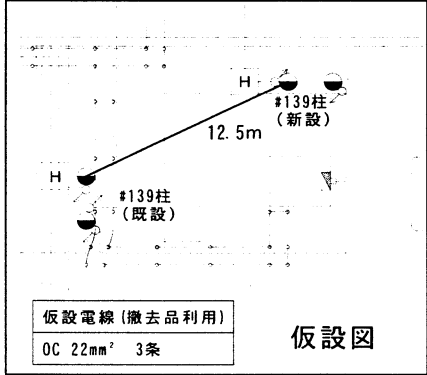 H
#139柱
(新設)
12.5m
H
#139柱
(既設)
仮設電線(撤去品利用)
OC 22mm² 3条
仮設図